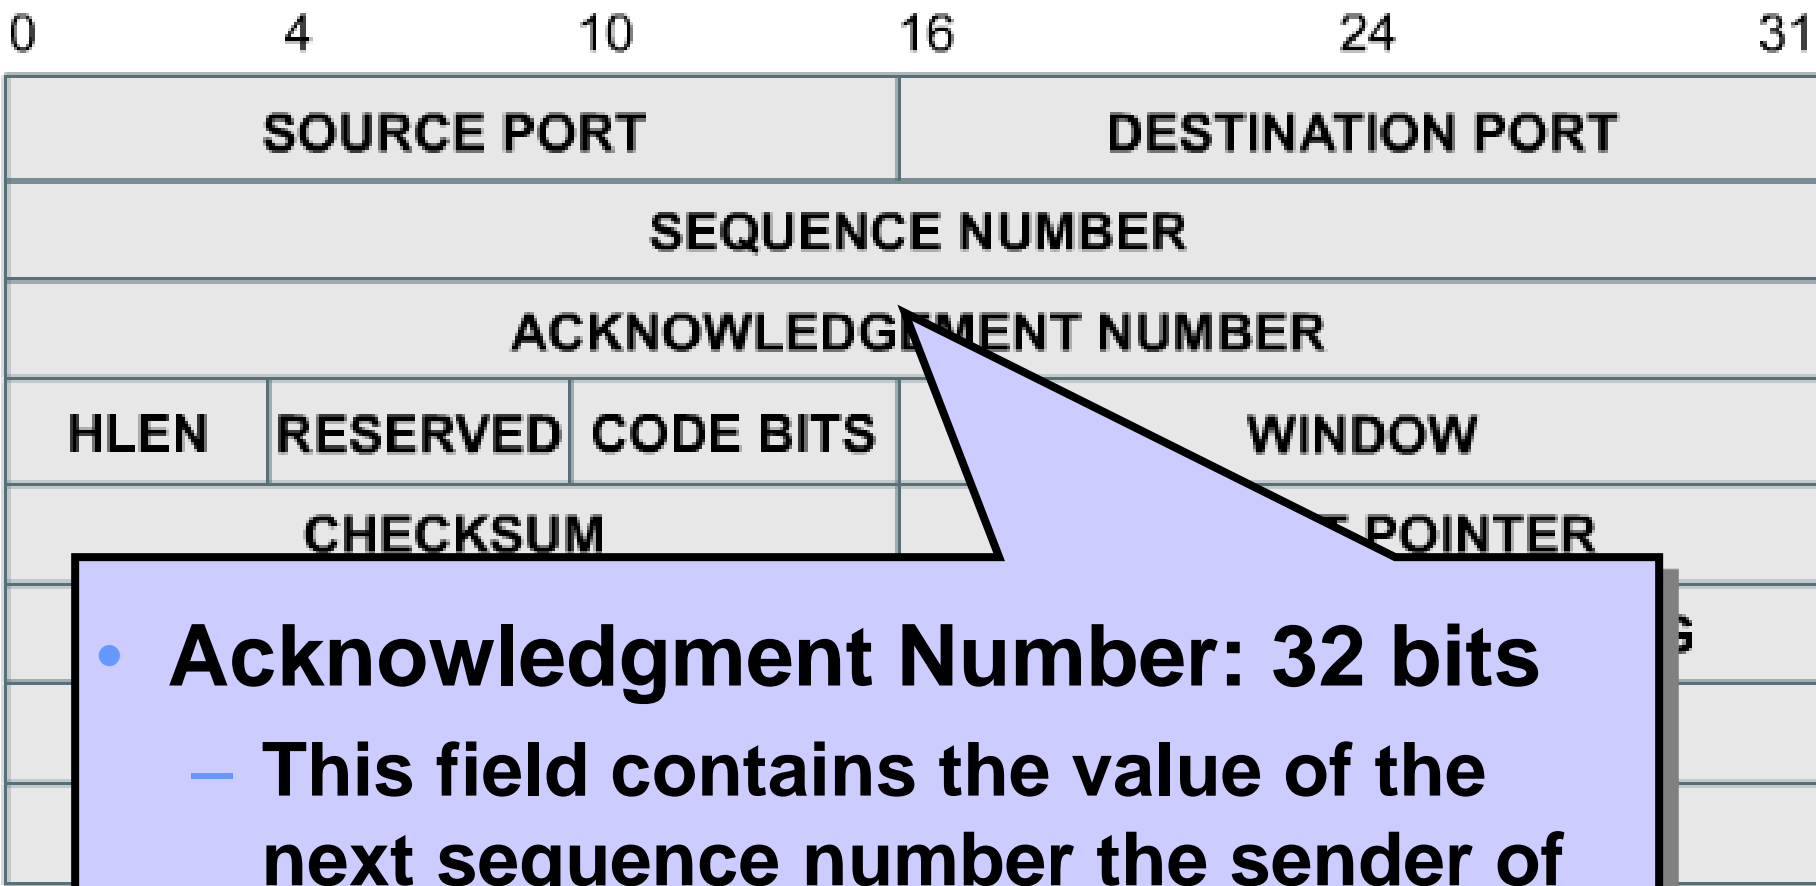 0 4 10 16 24 31
SOURCE PORT DESTINATION PORT
SEQUENCE NUMBER
ACKNOWLEDGEMENT NUMBER
HLEN RESERVED CODE BITS WINDOW
CHECKSUM POINTER
• Acknowledgment Number: 32 bits
– This field contains the value of the
next sequence number the sender of